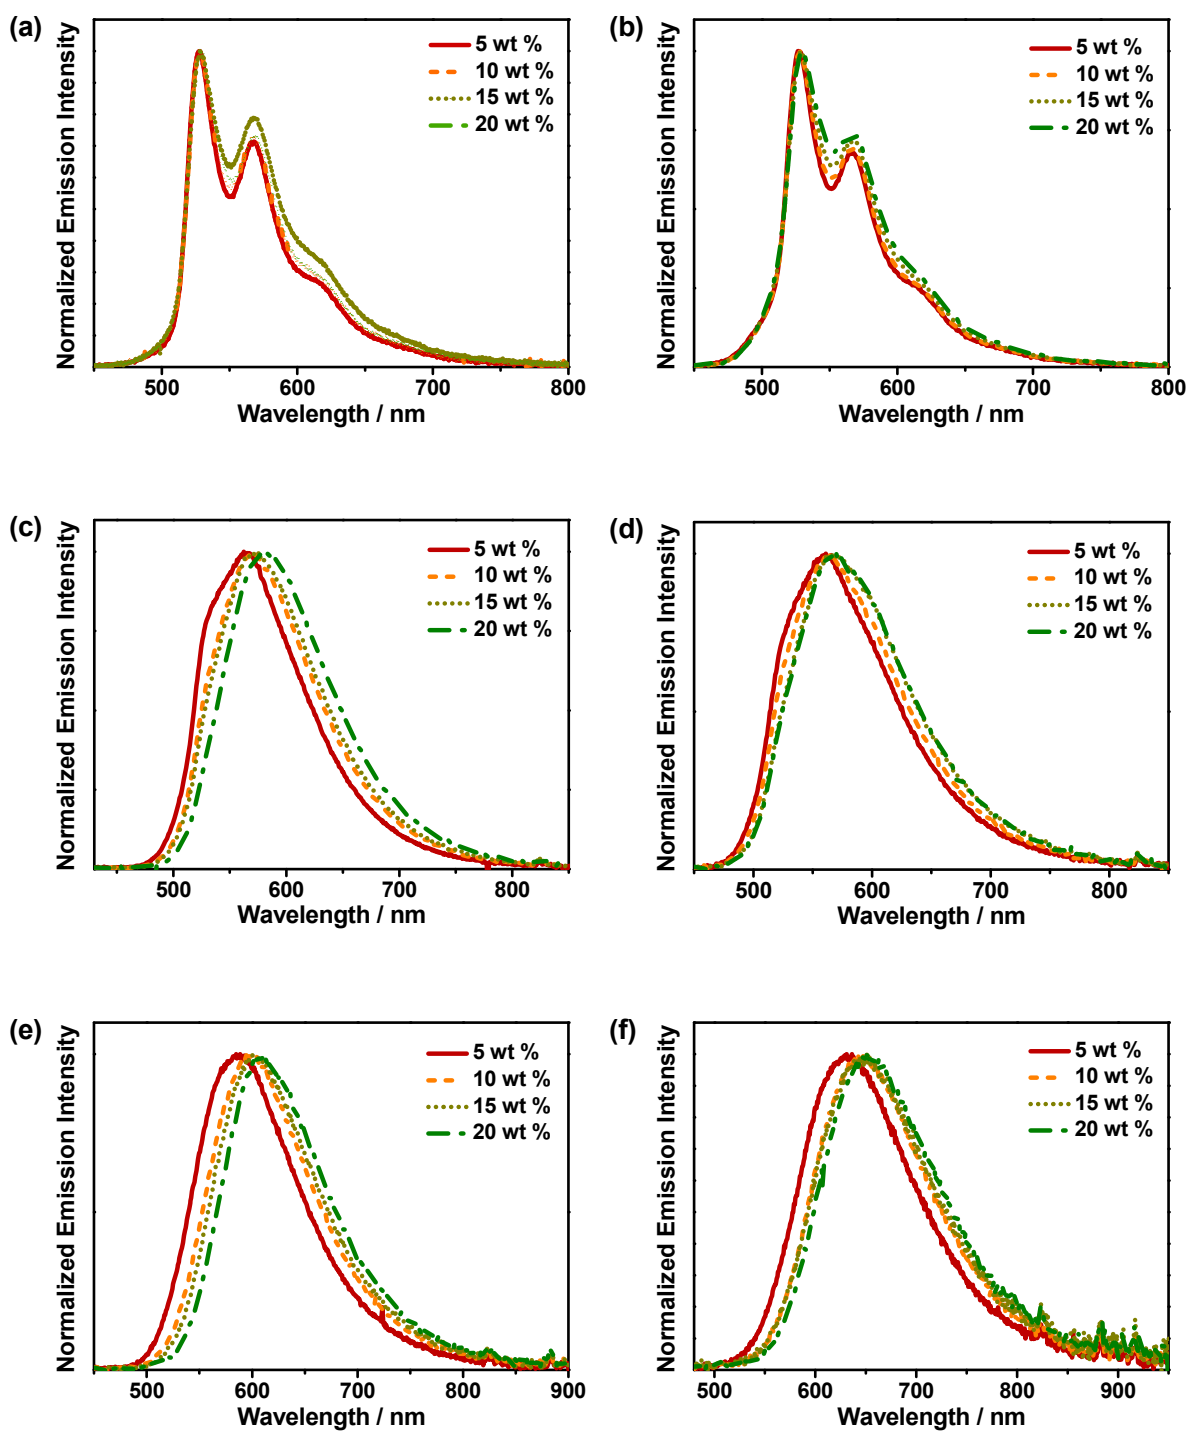 (a)
Normalized Emission Intensity
5 wt %
10 wt %
15 wt %
20 wt %
500 600 700 800
Wavelength / nm
(b)
Normalized Emission Intensity
5 wt %
10 wt %
15 wt %
20 wt %
500 600 700 800
Wavelength / nm
(c)
Normalized Emission Intensity
5 wt %
10 wt %
15 wt %
20 wt %
500 600 700 800
Wavelength / nm
(d)
Normalized Emission Intensity
5 wt %
10 wt %
15 wt %
20 wt %
500 600 700 800
Wavelength / nm
(e)
Normalized Emission Intensity
5 wt %
10 wt %
15 wt %
20 wt %
500 600 700 800 900
Wavelength / nm
(f)
Normalized Emission Intensity
5 wt %
10 wt %
15 wt %
20 wt %
500 600 700 800 900
Wavelength / nm